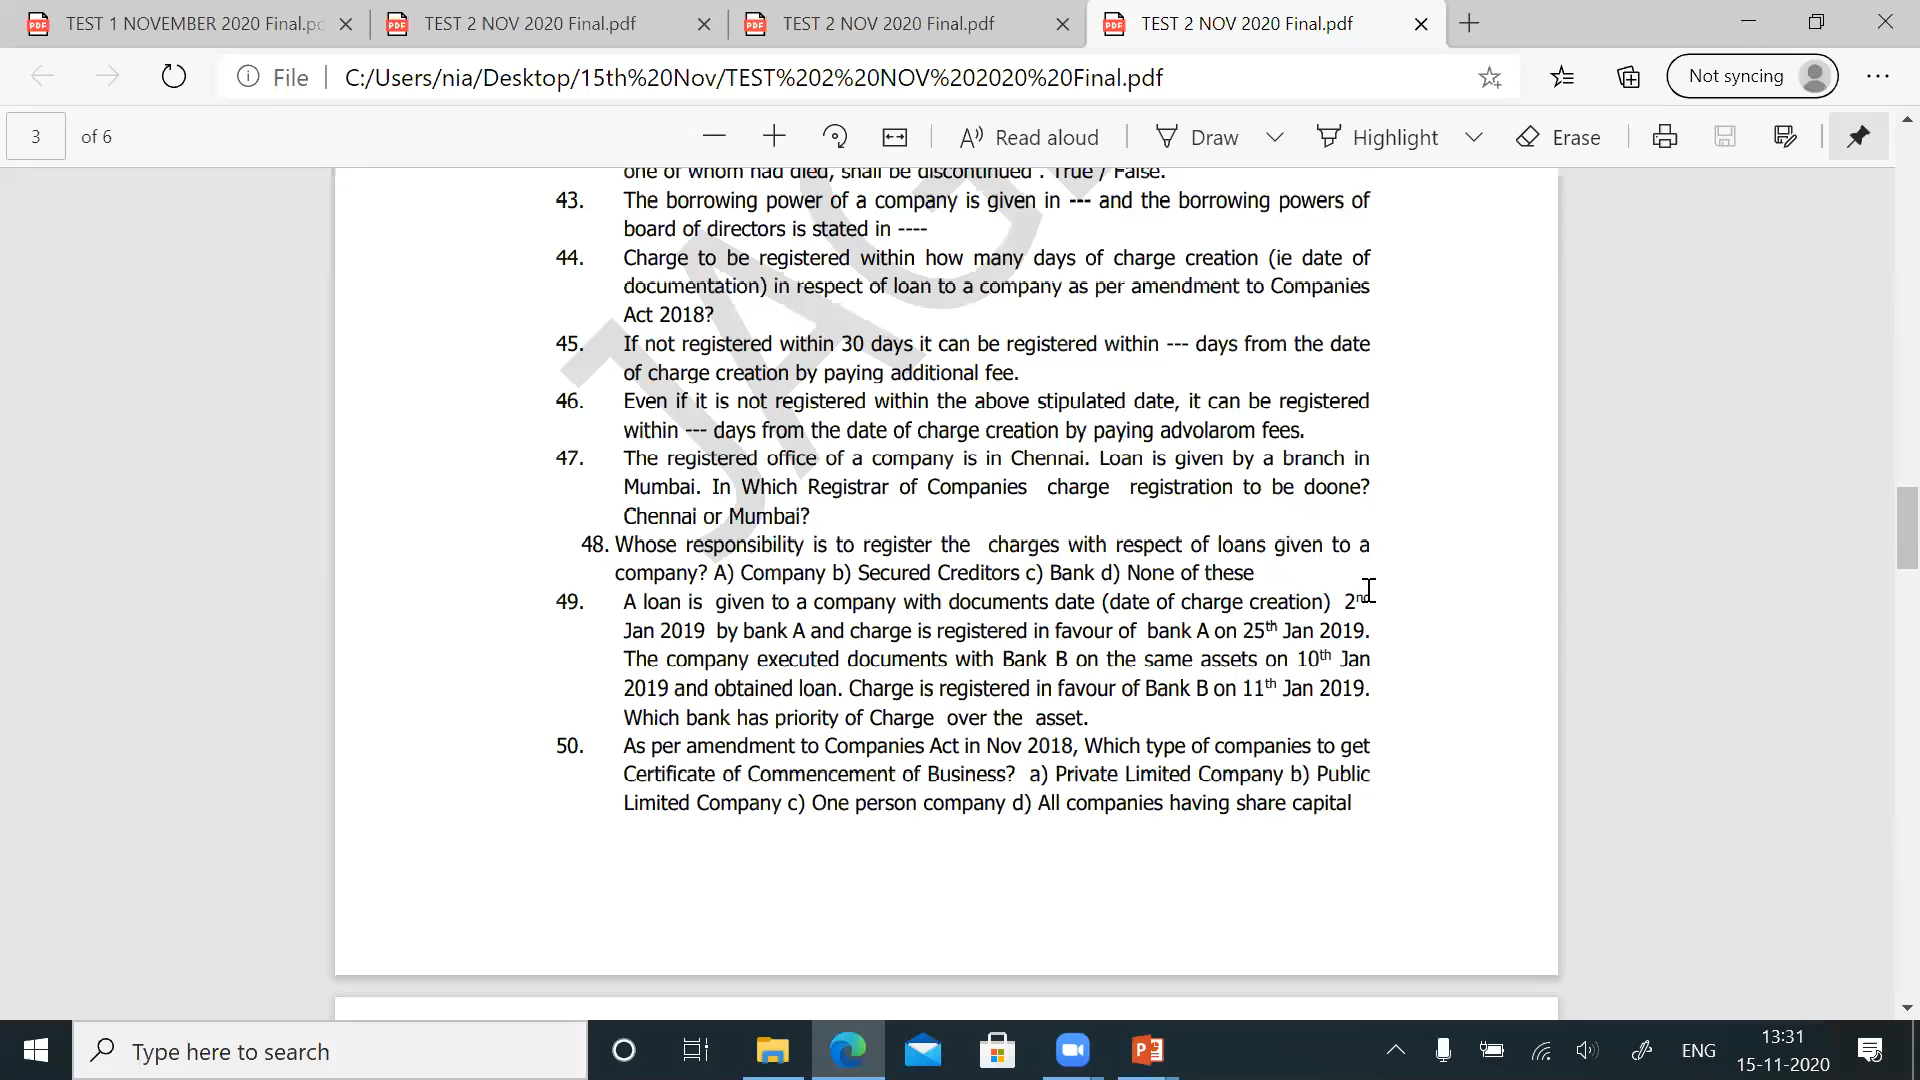 TEST 1 NOVEMBER 2020 Final.pd
TEST 2 NOV 2020 Final.pdf
TEST 2 NOV 2020 Final.pdf
TEST 2 NOV 2020 Final.pdf
File
C:/Users/nia/Desktop/15th%20Nov/TEST%202%20NOV%202020%20Final.pdf
Not syncing
3 of 6
Read aloud
Draw
Highlight
Erase
one of whom had died, shall be discontinued . True / False.
43. The borrowing power of a company is given in --- and the borrowing powers of
board of directors is stated in ----
44. Charge to be registered within how many days of charge creation (ie date of
documentation) in respect of loan to a company as per amendment to Companies
Act 2018?
45. If not registered within 30 days it can be registered within --- days from the date
of charge creation by paying additional fee.
46. Even if it is not registered within the above stipulated date, it can be registered
within --- days from the date of charge creation by paying advolarom fees.
47. The registered office of a company is in Chennai. Loan is given by a branch in
Mumbai. In Which Registrar of Companies charge registration to be doone?
Chennai or Mumbai?
48. Whose responsibility is to register the charges with respect of loans given to a
company? A) Company b) Secured Creditors c) Bank d) None of these
49. A loan is given to a company with documents date (date of charge creation) 2nd
Jan 2019 by bank A and charge is registered in favour of bank A on 25th Jan 2019.
The company executed documents with Bank B on the same assets on 10th Jan
2019 and obtained loan. Charge is registered in favour of Bank B on 11th Jan 2019.
Which bank has priority of Charge over the asset.
50. As per amendment to Companies Act in Nov 2018, Which type of companies to get
Certificate of Commencement of Business? a) Private Limited Company b) Public
Limited Company c) One person company d) All companies having share capital
Type here to search
ENG
13:31
15-11-2020